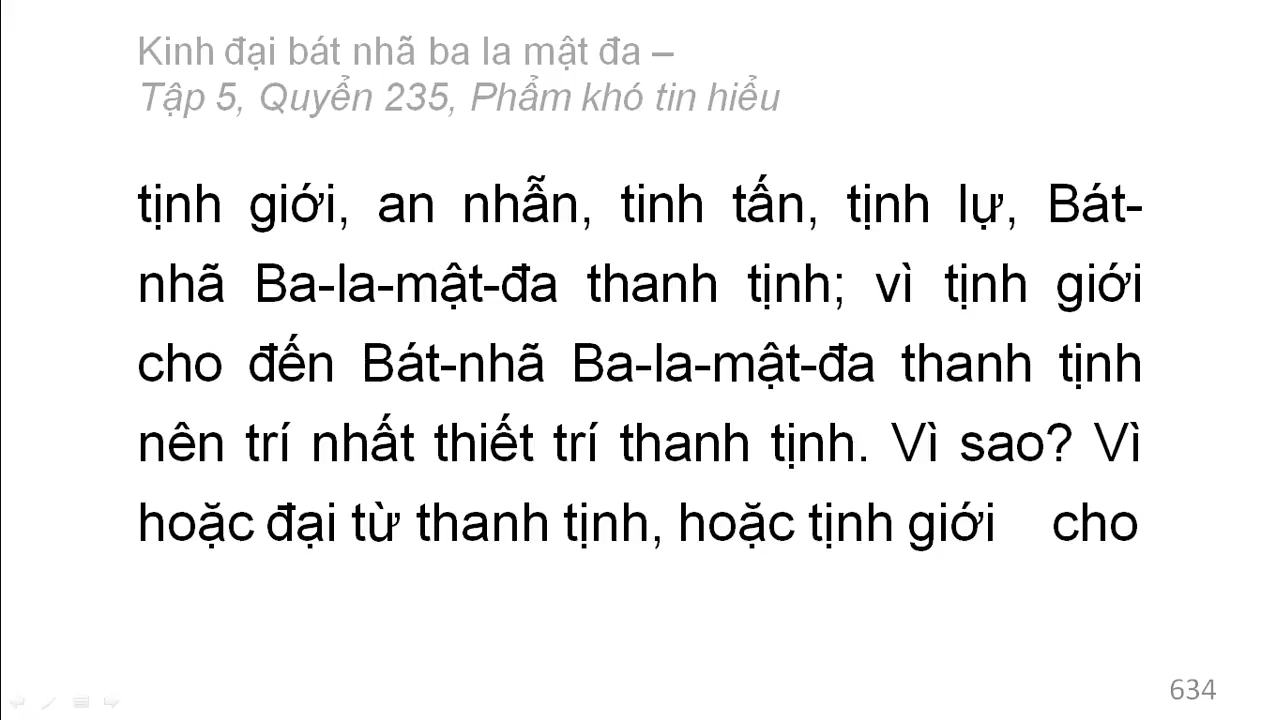 Kinh đại bát nhã ba la mật đa –
Tập 5, Quyển 235, Phẩm khó tin hiểu
tịnh giới, an nhẫn, tinh tấn, tịnh lự, Bát-
nhã Ba-la-mật-đa thanh tịnh; vì tịnh giới
cho đến Bát-nhã Ba-la-mật-đa thanh tịnh
nên trí nhất thiết trí thanh tịnh. Vì sao? Vì
hoặc đại từ thanh tịnh, hoặc tịnh giới cho
634